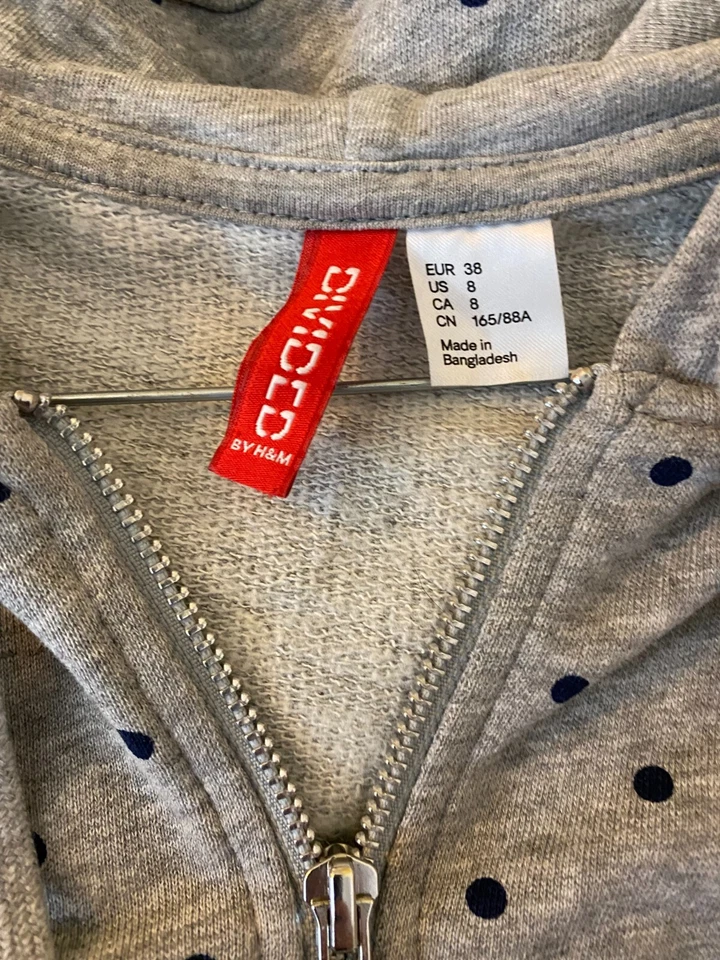 DIVIDED
BY H&M
EUR 38
US 8
CA 8
CN 165/88A
Made in
Bangladesh